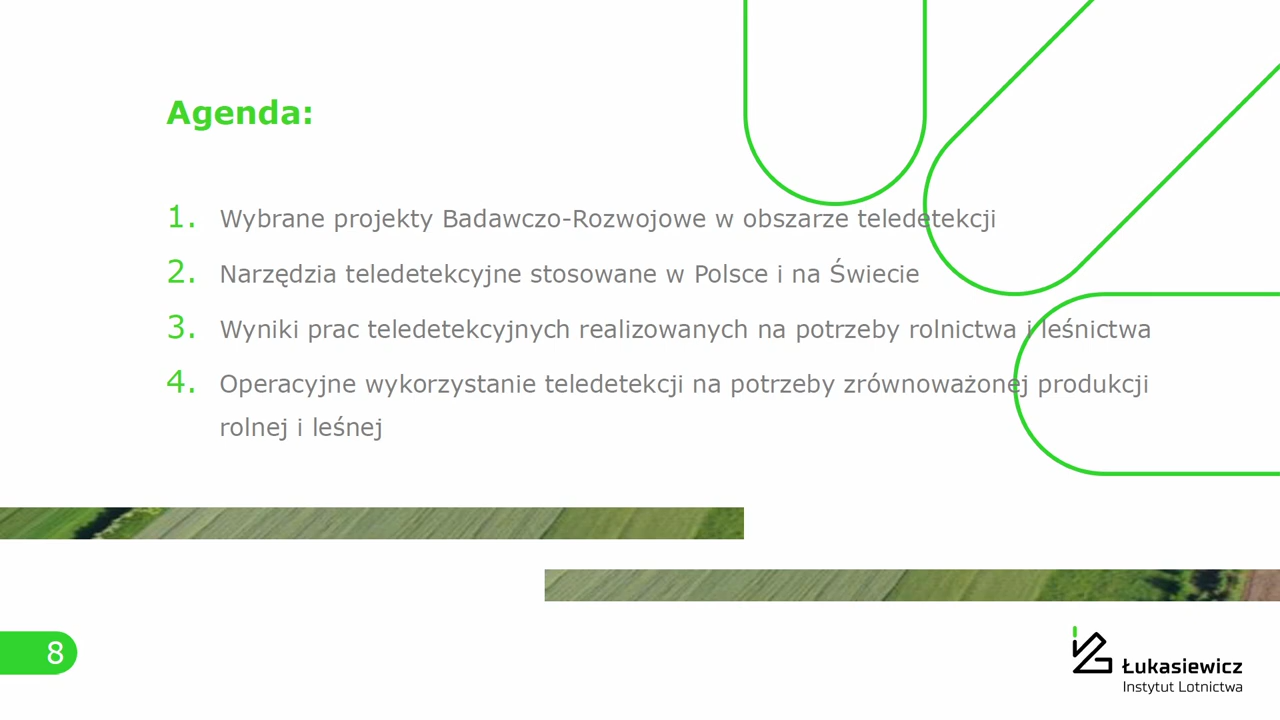 Agenda:
1. Wybrane projekty Badawczo-Rozwojowe w obszarze teledetekcji
2. Narzędzia teledetekcyjne stosowane w Polsce i na Świecie
3. Wyniki prac teledetekcyjnych realizowanych na potrzeby rolnictwa i leśnictwa
4. Operacyjne wykorzystanie teledetekcji na potrzeby zrównoważonej produkcji
rolnej i leśnej
8
Łukasiewicz
Instytut Lotnictwa